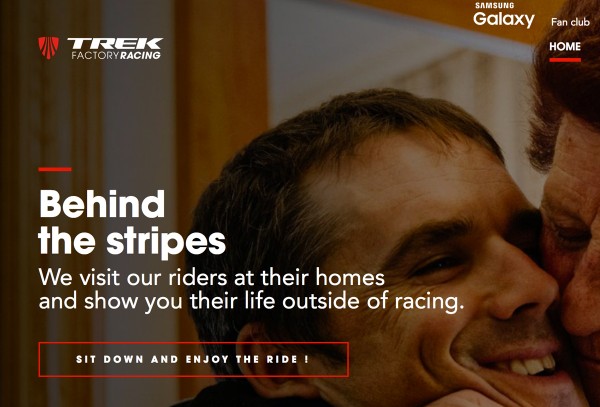 SAMSUNG
Galaxy
Fan club
TREK
FACTORY RACING
HOME
Behind
the stripes
We visit our riders at their homes
and show you their life outside of racing.
SIT DOWN AND ENJOY THE RIDE !